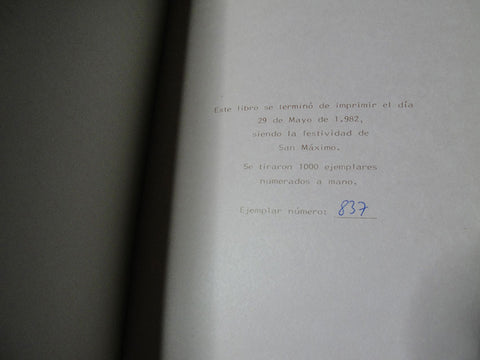 Este libro se terminó de imprimir el día
29 de Mayo de 1.982,
siendo la festividad de
San Máximo.
Se tiraron 1000 ejemplares
numerados a mano.
Ejemplar número: 837